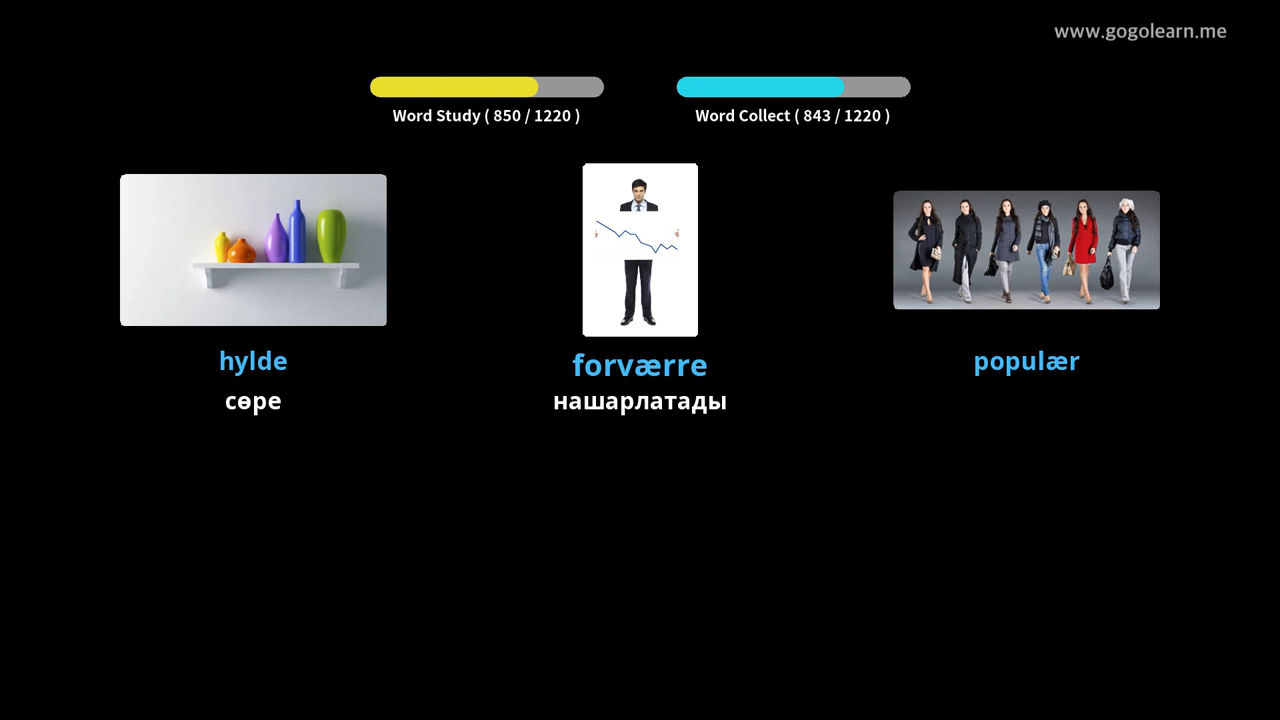 www.gogolearn.me
Word Study ( 850 / 1220 )
Word Collect ( 843 / 1220 )
hylde
сөре
forværre
нашарлатады
populær